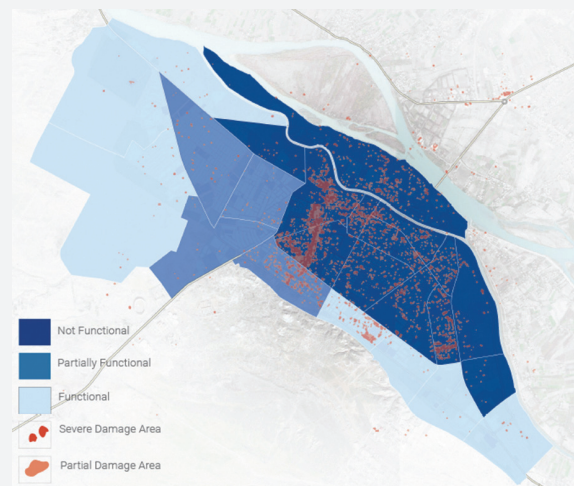 Not Functional
Partially Functional
Functional
Severe Damage Area
Partial Damage Area